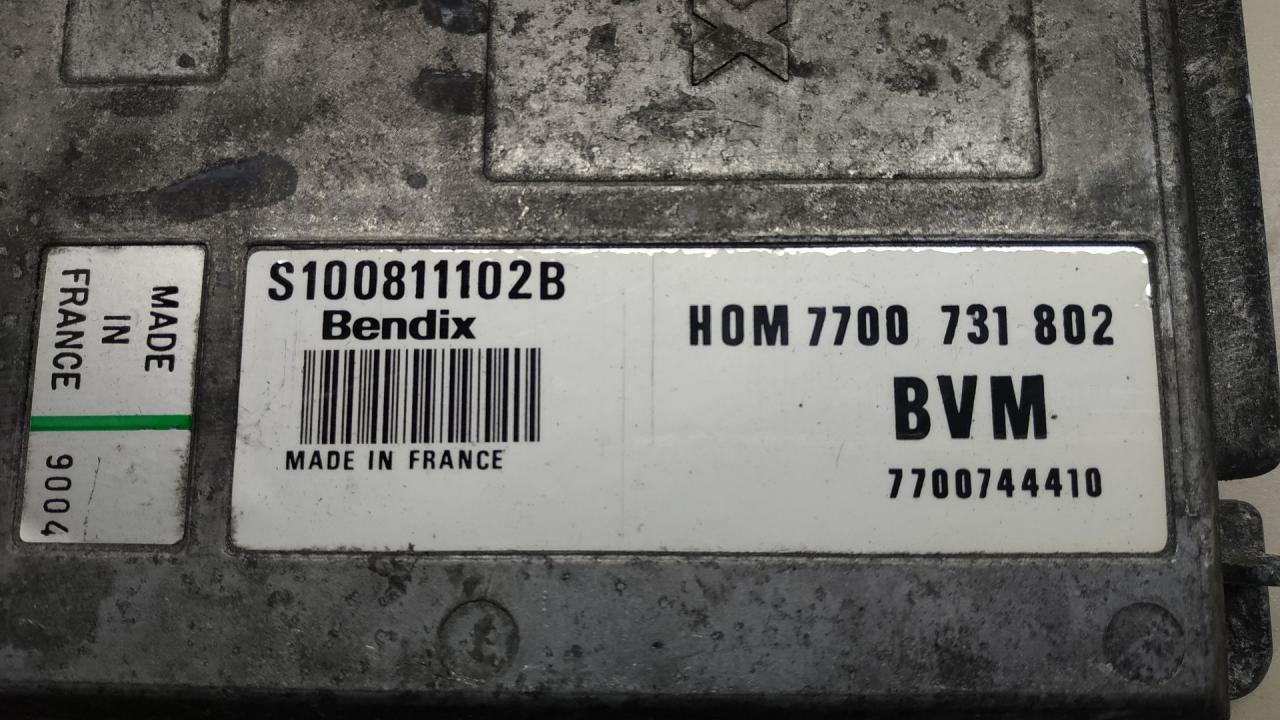 MADE
IN
FRANCE
9004
S100811102B
Bendix
MADE IN FRANCE
HOM 7700 731 802
BVM
7700744410